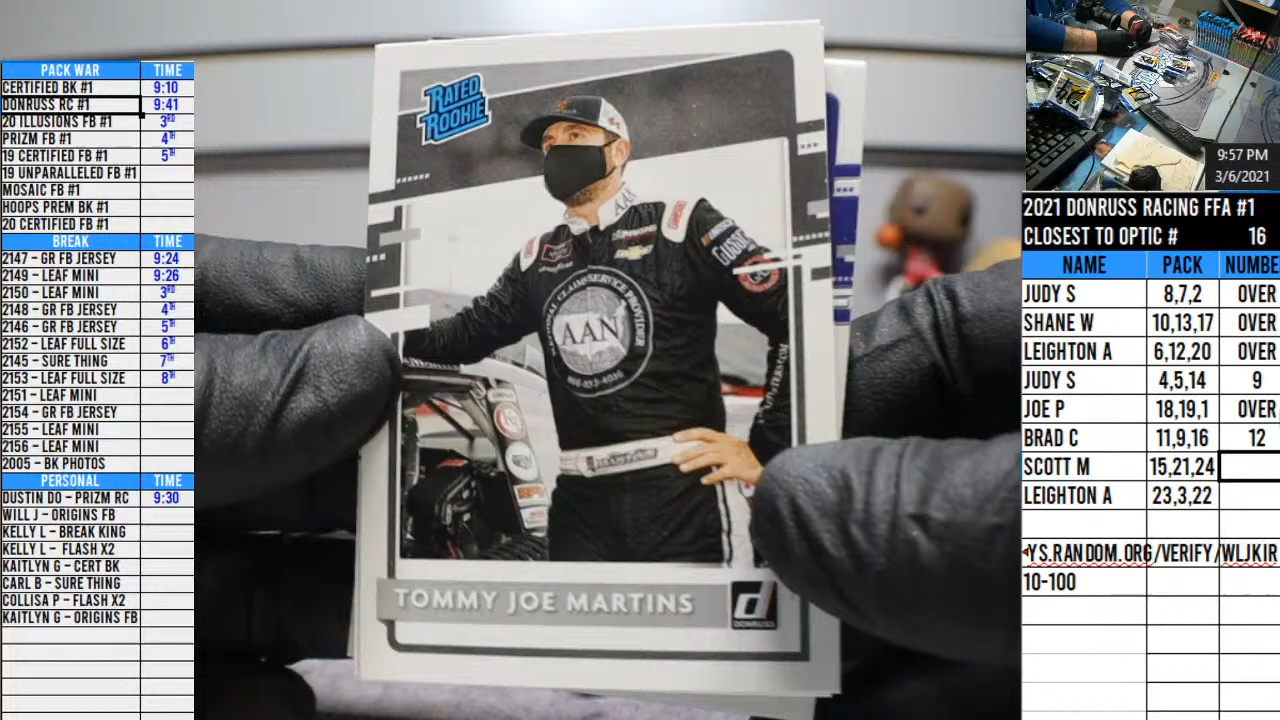 PACK WAR TIME
CERTIFIED BK #1 9:10
DONRUSS RC #1 9:41
20 ILLUSIONS FB #1 3RD
PRIZM FB #1 4TH
19 CERTIFIED FB #1 5TH
19 UNPARALLELED FB #1
MOSAIC FB #1
HOOPS PREM BK #1
20 CERTIFIED FB #1
BREAK TIME
2147 - GR FB JERSEY 9:24
2149 - LEAF MINI 9:26
2150 - LEAF MINI 3RD
2148 - GR FB JERSEY 4TH
2146 - GR FB JERSEY 5TH
2152 - LEAF FULL SIZE 6TH
2145 - SURE THING 7TH
2153 - LEAF FULL SIZE 8TH
2151 - LEAF MINI
2154 - GR FB JERSEY
2155 - LEAF MINI
2156 - LEAF MINI
2005 - BK PHOTOS
PERSONAL TIME
DUSTIN DO - PRIZM RC 9:30
WILL J - ORIGINS FB
KELLY L - BREAK KING
KELLY L - FLASH X2
KAITLYN G - CERT BK
CARL B - SURE THING
COLLISA P - FLASH X2
KAITLYN G - ORIGINS FB
RATED
ROOKIE
AAN
TOMMY JOE MARTINS
d
DONRUSS
9:57 PM
3/6/2021
2021 DONRUSS RACING FFA #1
CLOSEST TO OPTIC # 16
NAME PACK NUMBE
JUDY S 8,7,2 OVER
SHANE W 10,13,17 OVER
LEIGHTON A 6,12,20 OVER
JUDY S 4,5,14 9
JOE P 18,19,1 OVER
BRAD C 11,9,16 12
SCOTT M 15,21,24
LEIGHTON A 23,3,22
YS.RANDOM.ORG/VERIFY/WLJKIR
10-100